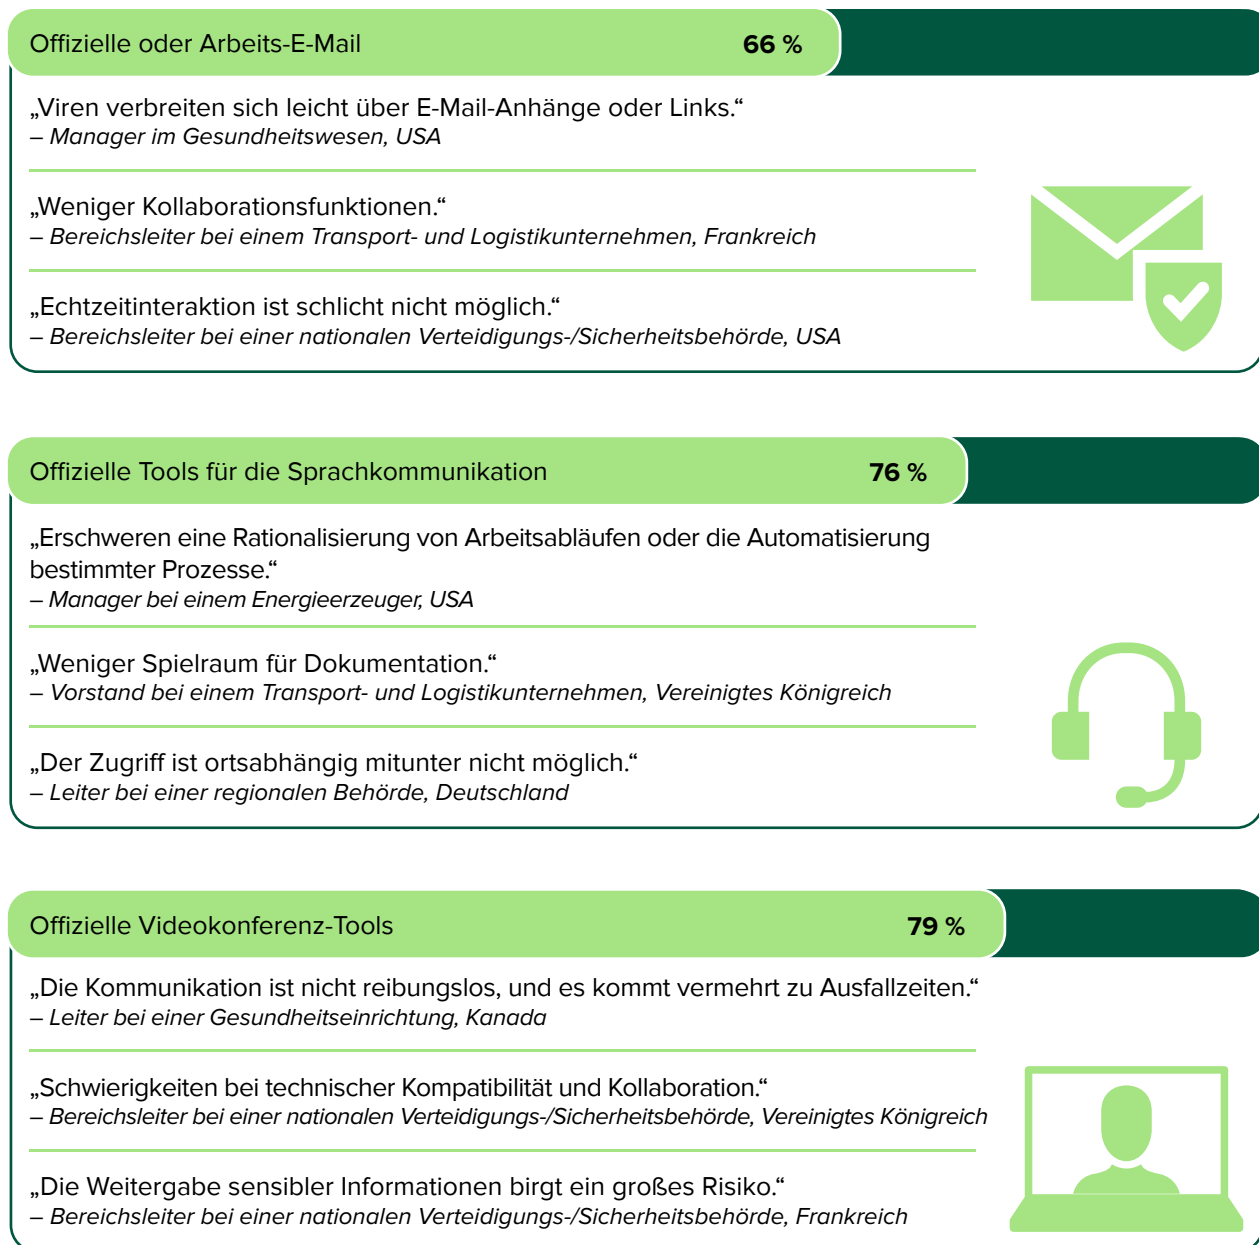 Offizielle oder Arbeits-E-Mail 66 %
„Viren verbreiten sich leicht über E-Mail-Anhänge oder Links.“
– Manager im Gesundheitswesen, USA
„Weniger Kollaborationsfunktionen.“
– Bereichsleiter bei einem Transport- und Logistikunternehmen, Frankreich
„Echtzeitinteraktion ist schlicht nicht möglich.“
– Bereichsleiter bei einer nationalen Verteidigungs-/Sicherheitsbehörde, USA
Offizielle Tools für die Sprachkommunikation 76 %
„Erschweren eine Rationalisierung von Arbeitsabläufen oder die Automatisierung
bestimmter Prozesse.“
– Manager bei einem Energieerzeuger, USA
„Weniger Spielraum für Dokumentation.“
– Vorstand bei einem Transport- und Logistikunternehmen, Vereinigtes Königreich
„Der Zugriff ist ortsabhängig mitunter nicht möglich.“
– Leiter bei einer regionalen Behörde, Deutschland
Offizielle Videokonferenz-Tools 79 %
„Die Kommunikation ist nicht reibungslos, und es kommt vermehrt zu Ausfallzeiten.“
– Leiter bei einer Gesundheitseinrichtung, Kanada
„Schwierigkeiten bei technischer Kompatibilität und Kollaboration.“
– Bereichsleiter bei einer nationalen Verteidigungs-/Sicherheitsbehörde, Vereinigtes Königreich
„Die Weitergabe sensibler Informationen birgt ein großes Risiko.“
– Bereichsleiter bei einer nationalen Verteidigungs-/Sicherheitsbehörde, Frankreich